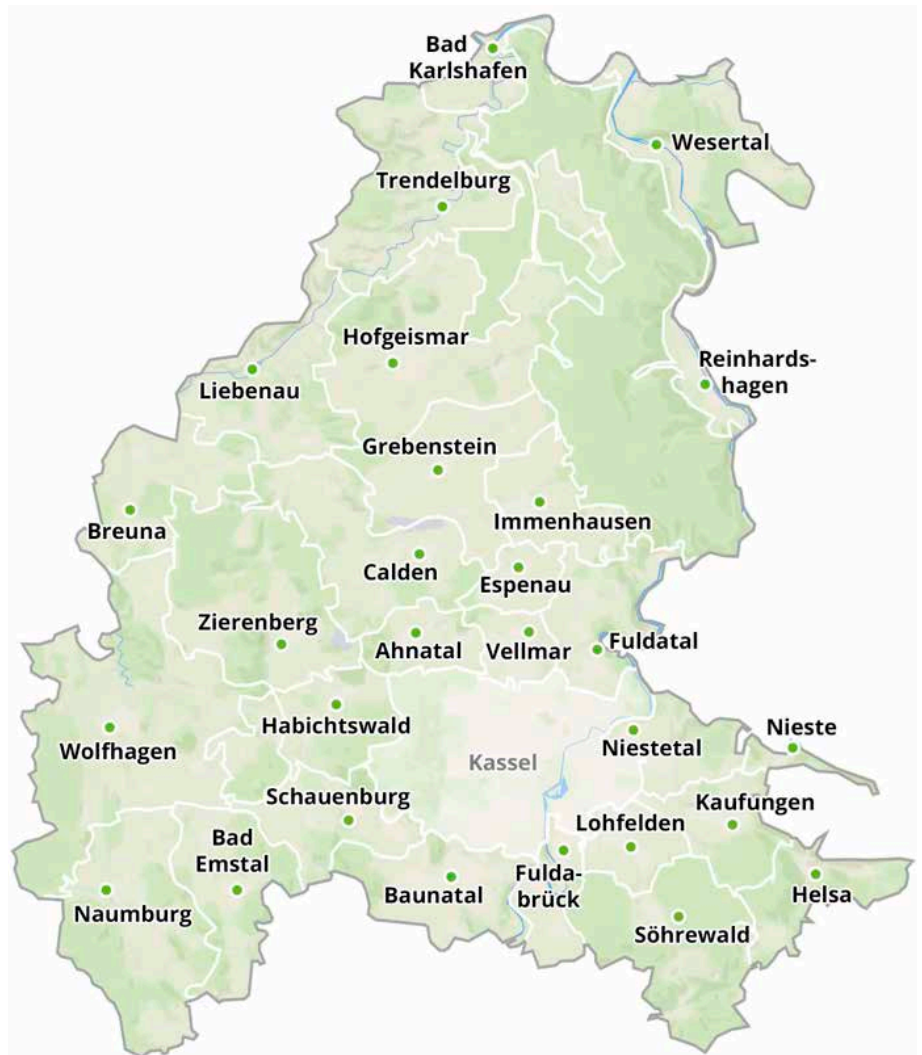 Bad
Karlshafen
Wesertal
Trendelburg
Hofgeismar
Reinhards-
hagen
Liebenau
Grebenstein
Immenhausen
Breuna
Calden
Espenau
Zierenberg
Ahnatal
Vellmar
Fuldatal
Habichtswald
Wolfhagen
Niestetal
Nieste
Kassel
Schauenburg
Kaufungen
Lohfelden
Bad
Emstal
Fulda-
brück
Baunatal
Helsa
Naumburg
Söhrewald